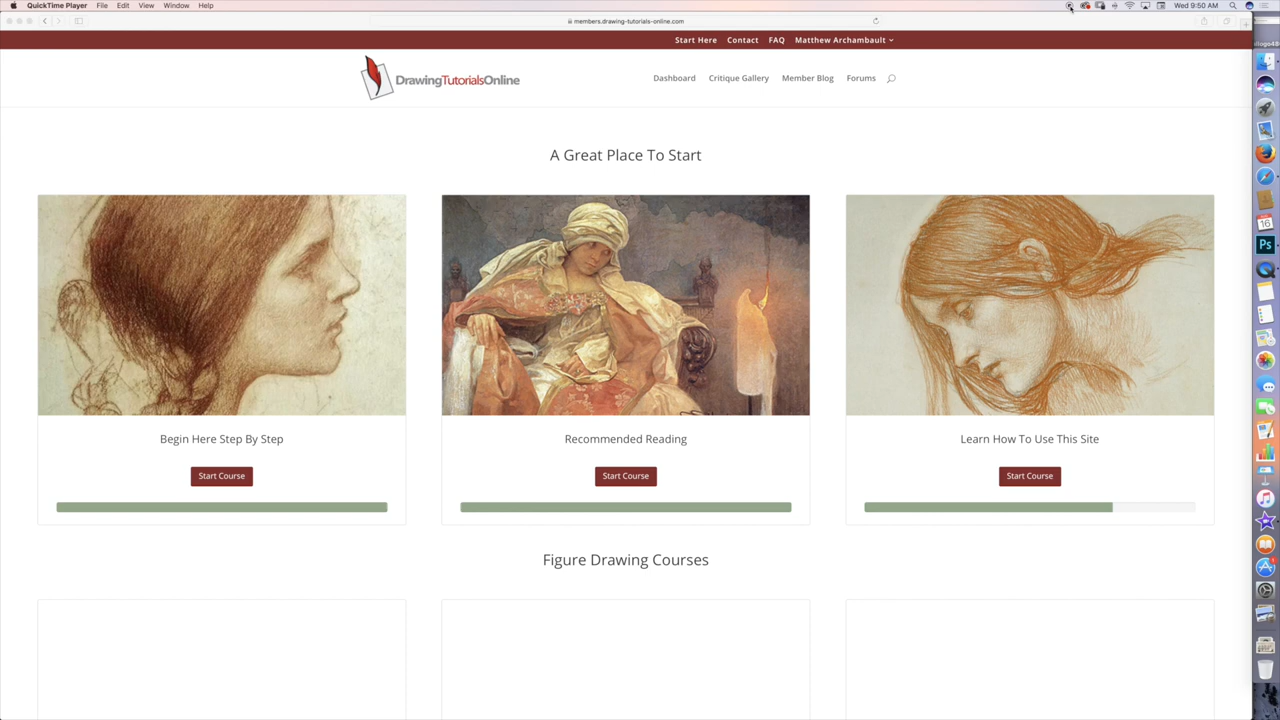 QuickTime Player File Edit View Window Help
Wed 9:50 AM
members.drawing-tutorials-online.com
Start Here Contact FAQ Matthew Archambault
DrawingTutorialsOnline
Dashboard Critique Gallery Member Blog Forums
A Great Place To Start
Begin Here Step By Step
Start Course
Recommended Reading
Start Course
Learn How To Use This Site
Start Course
Figure Drawing Courses
16
Ps